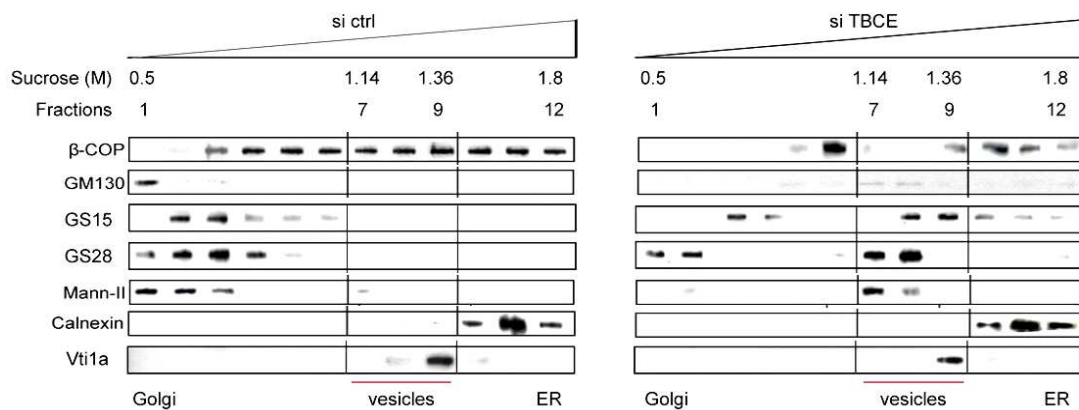 si ctrl si TBCE
Sucrose (M) 0.5 1.14 1.36 1.8 0.5 1.14 1.36 1.8
Fractions 1 7 9 12 1 7 9 12
β-COP
GM130
GS15
GS28
Mann-II
Calnexin
Vti1a
Golgi vesicles ER Golgi vesicles ER